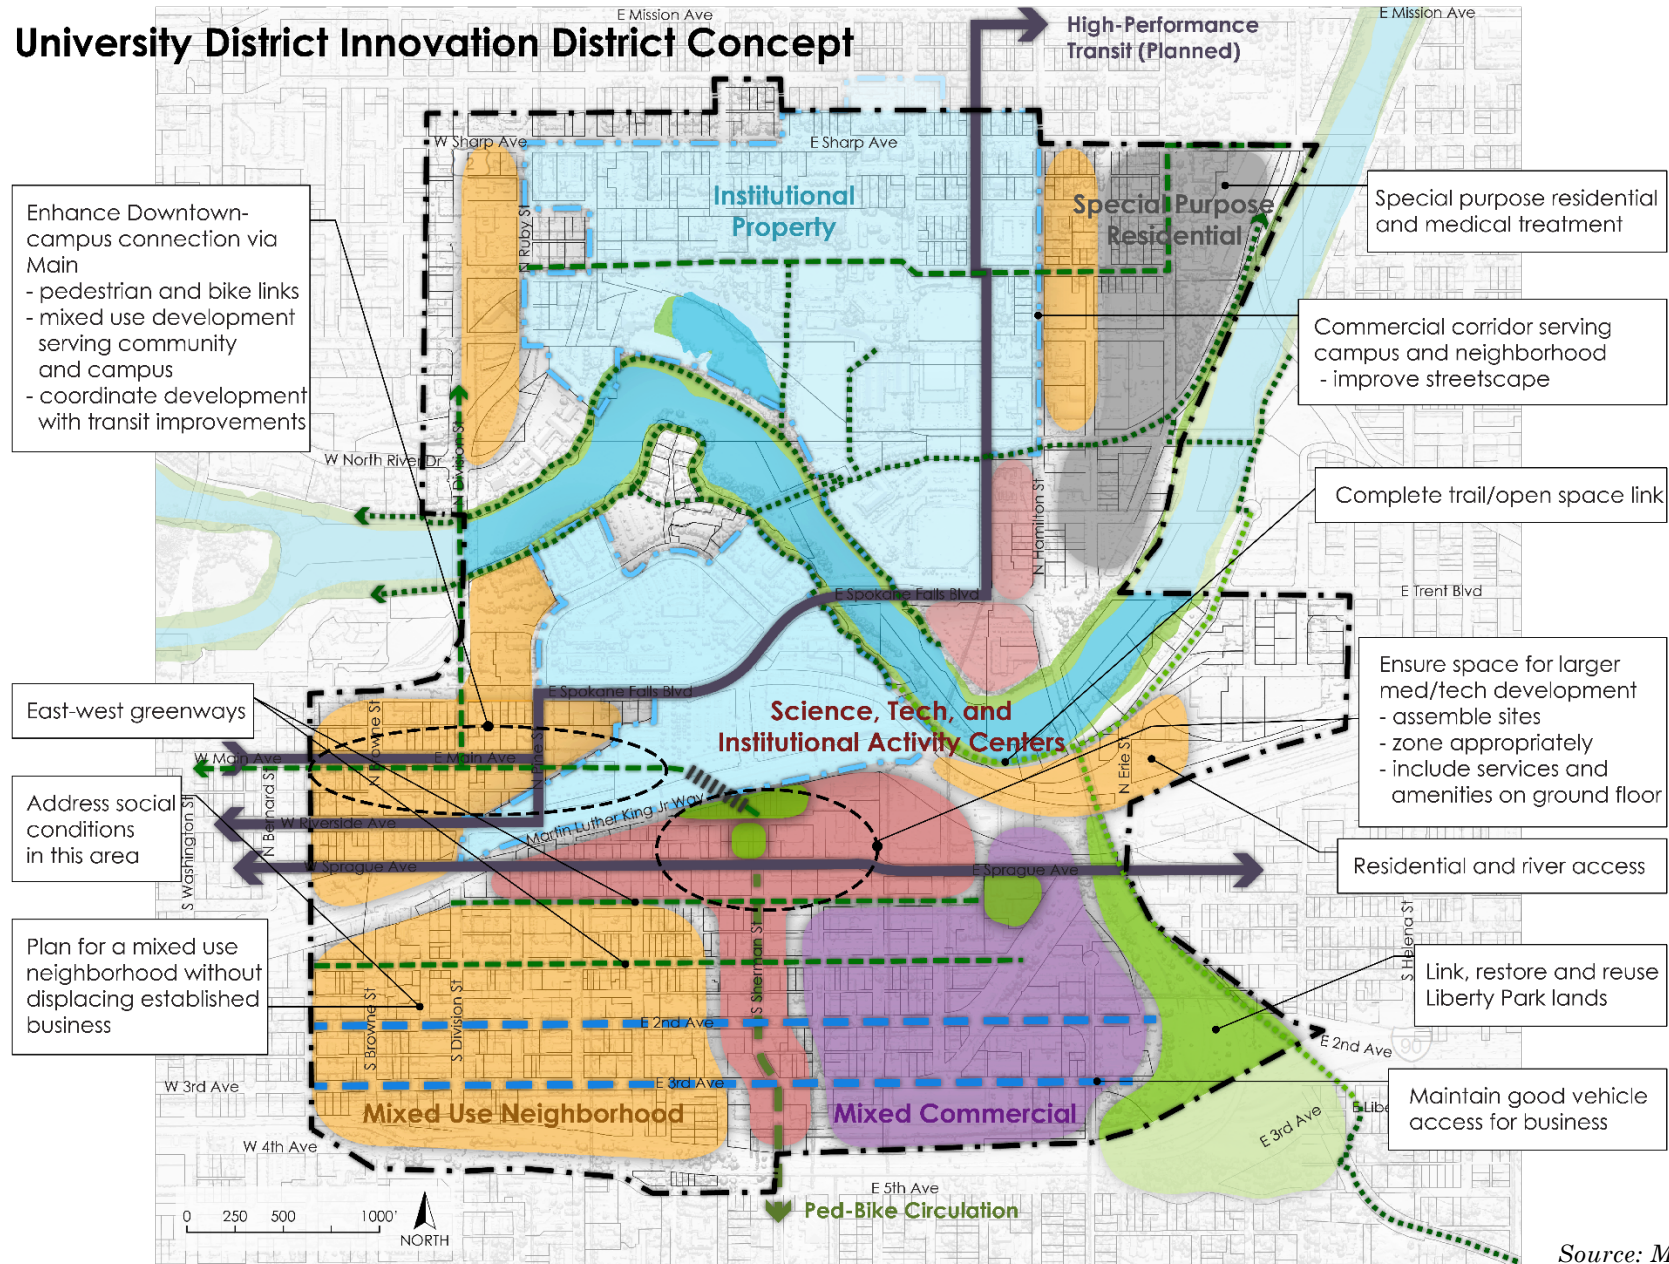 University District Innovation District Concept
E Mission Ave
E Mission Ave
High-Performance
Transit (Planned)
W Sharp Ave
E Sharp Ave
Institutional
Property
Special Purpose
Residential
N Ruby St
Enhance Downtown-
campus connection via
Main
- pedestrian and bike links
- mixed use development
serving community
and campus
- coordinate development
with transit improvements
Special purpose residential
and medical treatment
Commercial corridor serving
campus and neighborhood
- improve streetscape
W North River Dr
N Division St
Complete trail/open space link
N Hamilton St
E Spokane Falls Blvd
E Trent Blvd
Ensure space for larger
med/tech development
- assemble sites
- zone appropriately
- include services and
amenities on ground floor
East-west greenways
E Spokane Falls Blvd
Science, Tech, and
Institutional Activity Centers
N Browne St
W Main Ave
E Main Ave
N Pine St
N Erie St
N Bernard St
Address social
conditions
in this area
S Washington St
W Riverside Ave
Martin Luther King Jr Way
W Sprague Ave
E Sprague Ave
Residential and river access
Plan for a mixed use
neighborhood without
displacing established
business
S Helena St
Link, restore and reuse
Liberty Park lands
S Browne St
S Division St
S Sherman St
E 2nd Ave
E 2nd Ave
90
W 3rd Ave
E 3rd Ave
E 3rd Ave
Maintain good vehicle
access for business
Mixed Use Neighborhood
Mixed Commercial
W 4th Ave
E 5th Ave
Ped-Bike Circulation
0 250 500 1000'
NORTH
Source: M